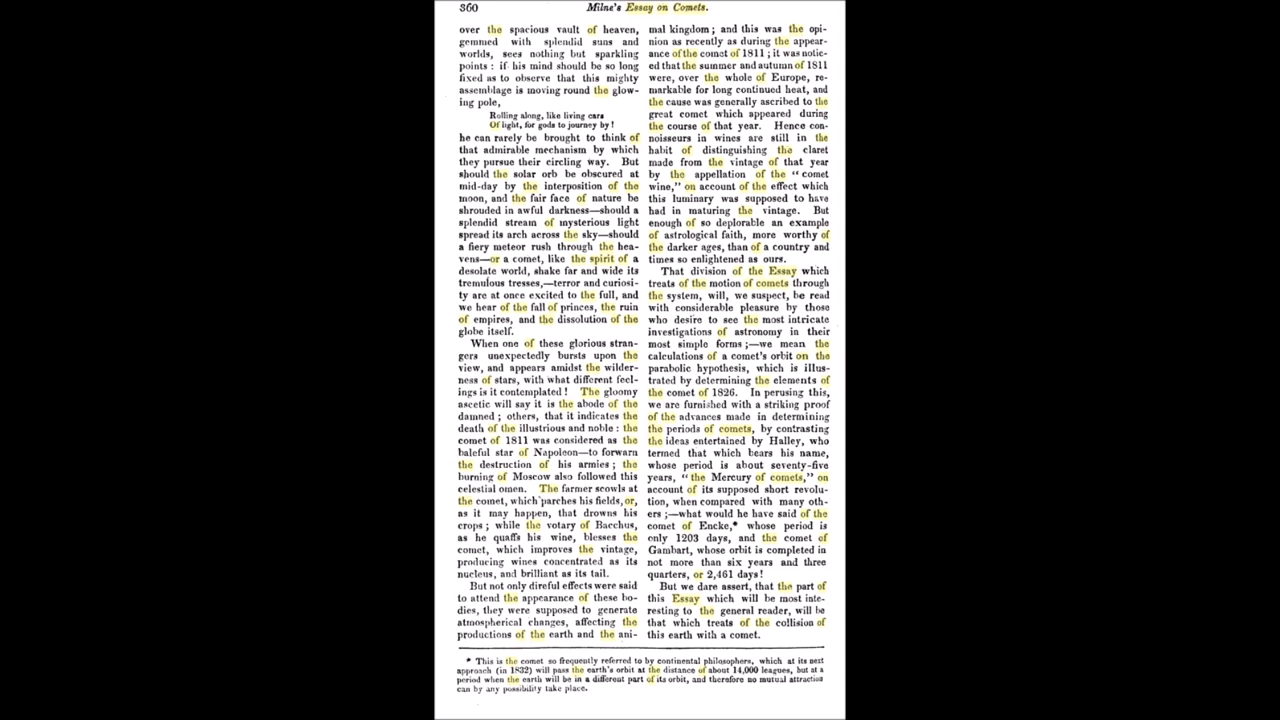 360
Milne's Essay on Comets.
over the spacious vault of heaven,
gemmed with splendid suns and
worlds, sees nothing but sparkling
points : if his mind should be so long
fixed as to observe that this mighty
assemblage is moving round the glow-
ing pole,
Rolling along, like living cars
Of light, for gods to journey by !
he can rarely be brought to think of
that admirable mechanism by which
they pursue their circling way. But
should the solar orb be obscured at
mid-day by the interposition of the
moon, and the fair face of nature be
shrouded in awful darkness—should a
splendid stream of mysterious light
spread its arch across the sky—should
a fiery meteor rush through the hea-
vens—or a comet, like the spirit of a
desolate world, shake far and wide its
tremulous tresses,—terror and curiosi-
ty are at once excited to the full, and
we hear of the fall of princes, the ruin
of empires, and the dissolution of the
globe itself.
When one of these glorious stran-
gers unexpectedly bursts upon the
view, and appears amidst the wilder-
ness of stars, with what different feel-
ings is it contemplated ! The gloomy
ascetic will say it is the abode of the
damned ; others, that it indicates the
death of the illustrious and noble : the
comet of 1811 was considered as the
baleful star of Napoleon—to forwarn
the destruction of his armies ; the
burning of Moscow also followed this
celestial omen. The farmer scowls at
the comet, which parches his fields, or,
as it may happen, that drowns his
crops ; while the votary of Bacchus,
as he quaffs his wine, blesses the
comet, which improves the vintage,
producing wines concentrated as its
nucleus, and brilliant as its tail.
But not only direful effects were said
to attend the appearance of these bo-
dies, they were supposed to generate
atmospherical changes, affecting the
productions of the earth and the ani-
mal kingdom ; and this was the opi-
nion as recently as during the appear-
ance of the comet of 1811 ; it was notic-
ed that the summer and autumn of 1811
were, over the whole of Europe, re-
markable for long continued heat, and
the cause was generally ascribed to the
great comet which appeared during
the course of that year. Hence con-
noisseurs in wines are still in the
habit of distinguishing the claret
made from the vintage of that year
by the appellation of the “ comet
wine,” on account of the effect which
this luminary was supposed to have
had in maturing the vintage. But
enough of so deplorable an example
of astrological faith, more worthy of
the darker ages, than of a country and
times so enlightened as ours.
That division of the Essay which
treats of the motion of comets through
the system, will, we suspect, be read
with considerable pleasure by those
who desire to see the most intricate
investigations of astronomy in their
most simple forms ;—we mean the
calculations of a comet's orbit on the
parabolic hypothesis, which is illus-
trated by determining the elements of
the comet of 1826. In perusing this,
we are furnished with a striking proof
of the advances made in determining
the periods of comets, by contrasting
the ideas entertained by Halley, who
termed that which bears his name,
whose period is about seventy-five
years, “ the Mercury of comets,” on
account of its supposed short revolu-
tion, when compared with many oth-
ers ;—what would he have said of the
comet of Encke,* whose period is
only 1203 days, and the comet of
Gambart, whose orbit is completed in
not more than six years and three
quarters, or 2,461 days !
But we dare assert, that the part of
this Essay which will be most inte-
resting to the general reader, will be
that which treats of the collision of
this earth with a comet.
* This is the comet so frequently referred to by continental philosophers, which at its next
approach (in 1832) will pass the earth's orbit at the distance of about 14,000 leagues, but at a
period when the earth will be in a different part of its orbit, and therefore no mutual attraction
can by any possibility take place.